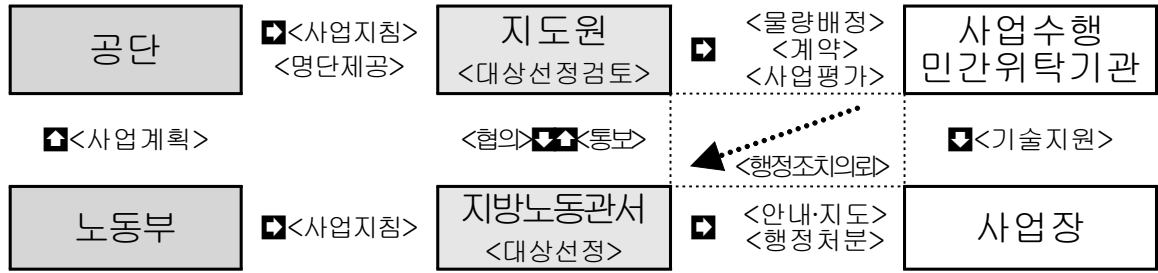 공단
➡<사업지침>
<명단제공>
지도원
<대상선정검토>
➡
<물량배정>
<계약>
<사업평가>
사업수행
민간위탁기관
⬆<사업계획>
<협의>⬇⬆<통보>
<행정조치의뢰>
⬇<기술지원>
노동부
➡<사업지침>
지방노동관서
<대상선정>
➡
<안내·지도>
<행정처분>
사업장